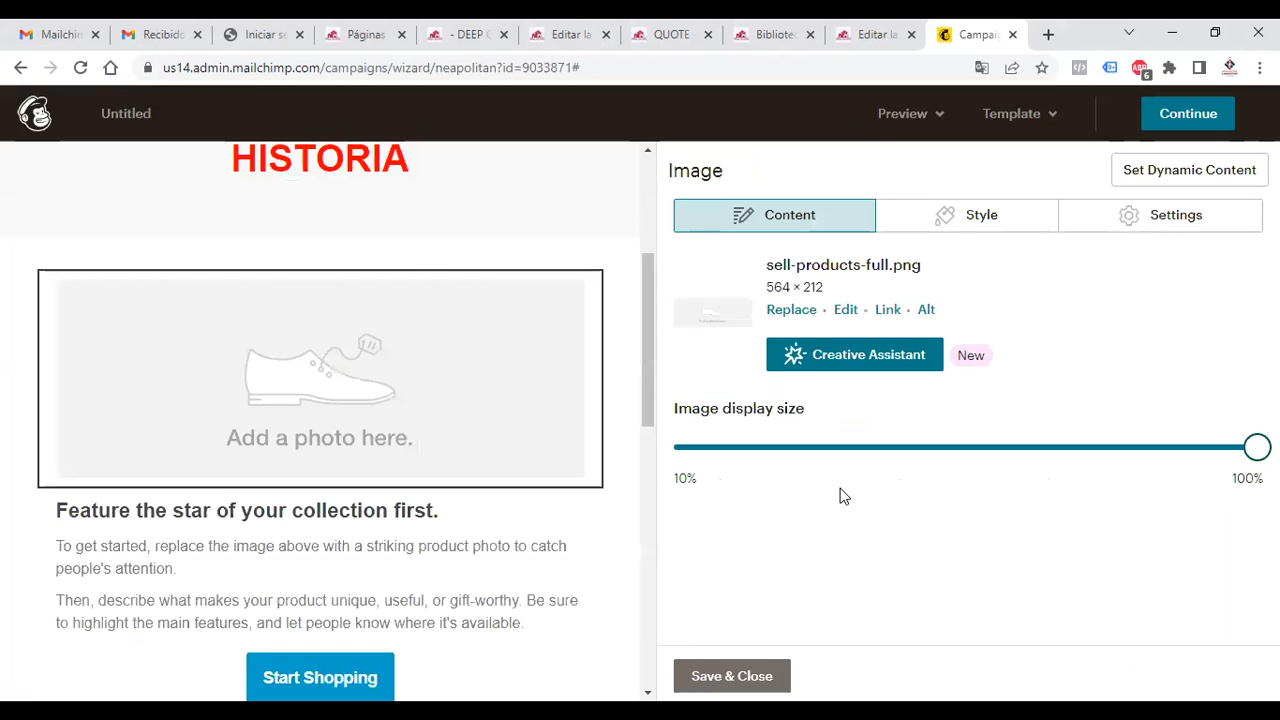 Mailchim
Recibido
Iniciar se
Páginas
- DEEP C
Editar la
QUOTE
Bibliotec
Editar la
Campaig
us14.admin.mailchimp.com/campaigns/wizard/neapolitan?id=9033871#
ABP
6
Untitled
Preview
Template
Continue
HISTORIA
Add a photo here.
Feature the star of your collection first.
To get started, replace the image above with a striking product photo to catch
people's attention.
Then, describe what makes your product unique, useful, or gift-worthy. Be sure
to highlight the main features, and let people know where it's available.
Start Shopping
Image
Set Dynamic Content
Content
Style
Settings
sell-products-full.png
564 × 212
Replace • Edit • Link • Alt
Creative Assistant
New
Image display size
10%
100%
Save & Close